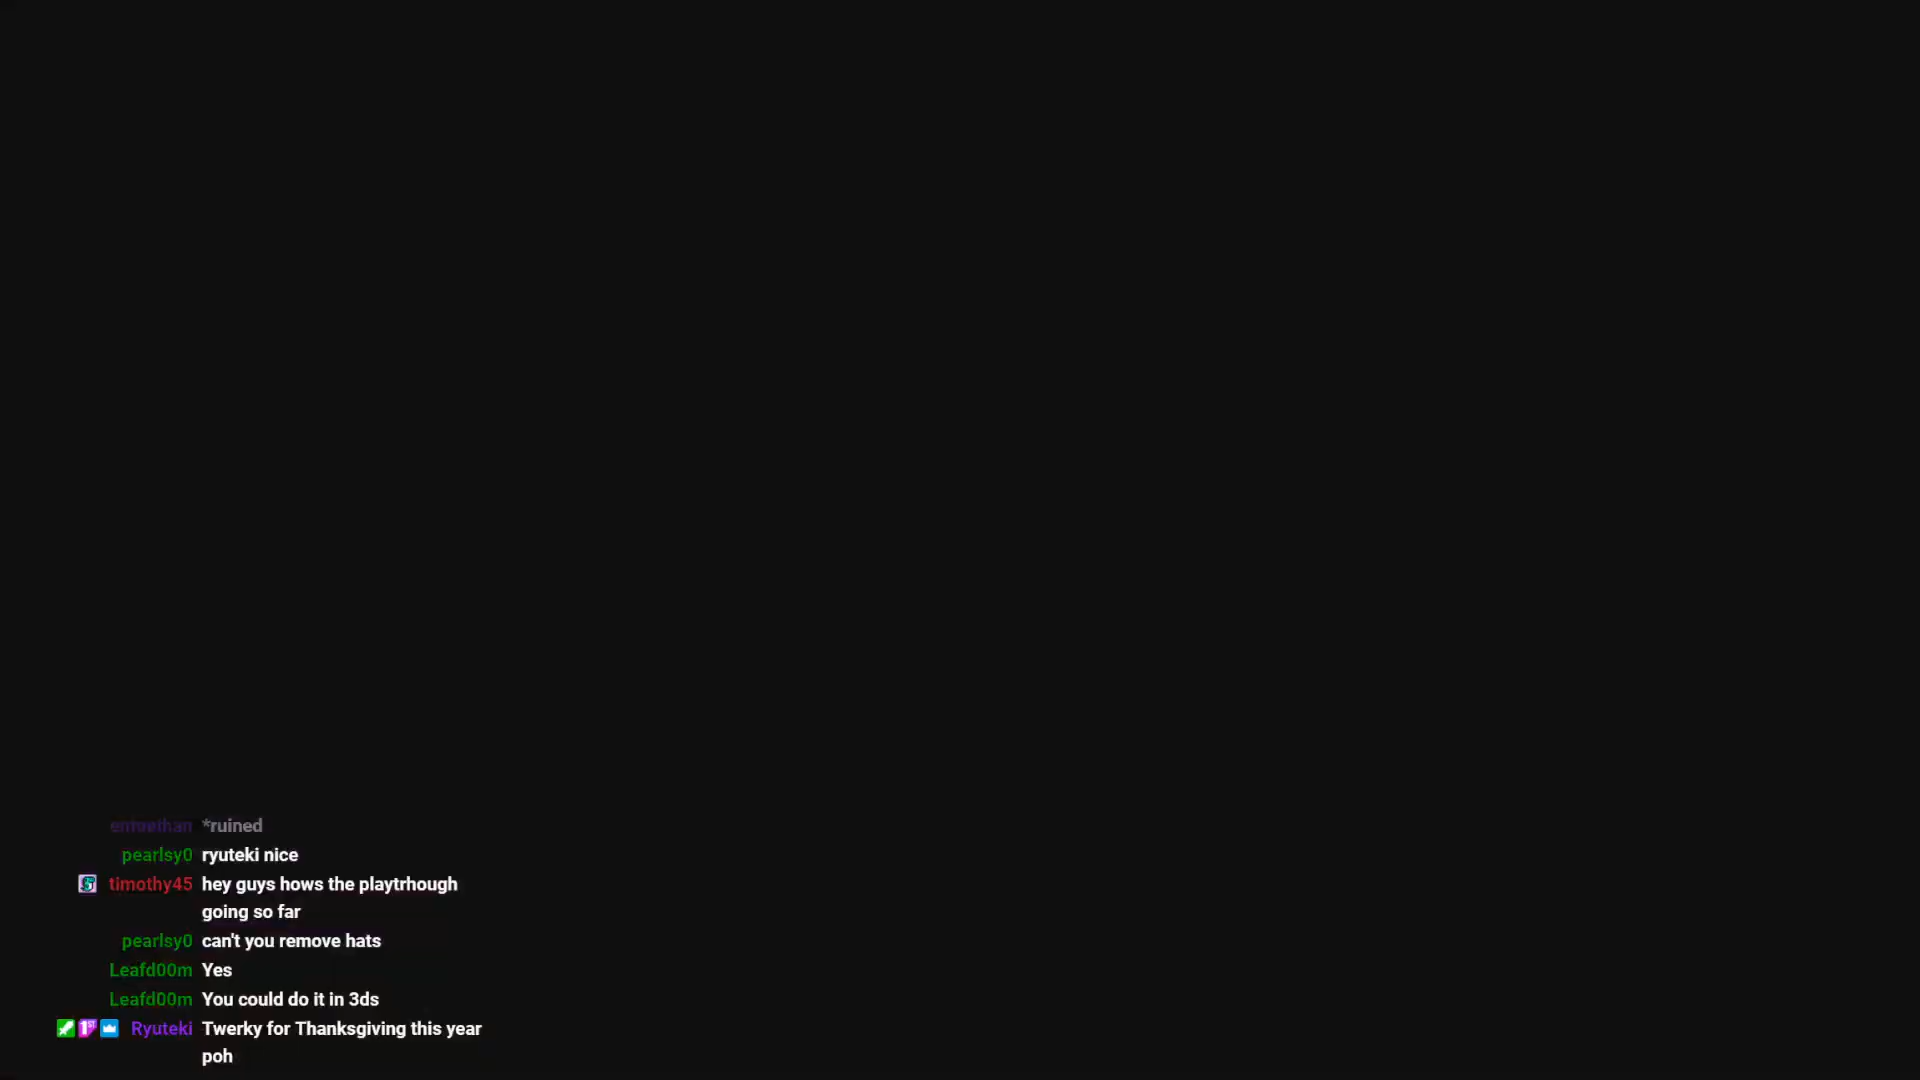 *ruined
pearlsy0 ryuteki nice
timothy45 hey guys hows the playtrhough
going so far
pearlsy0 can't you remove hats
Leafd00m Yes
Leafd00m You could do it in 3ds
Ryuteki Twerky for Thanksgiving this year
poh